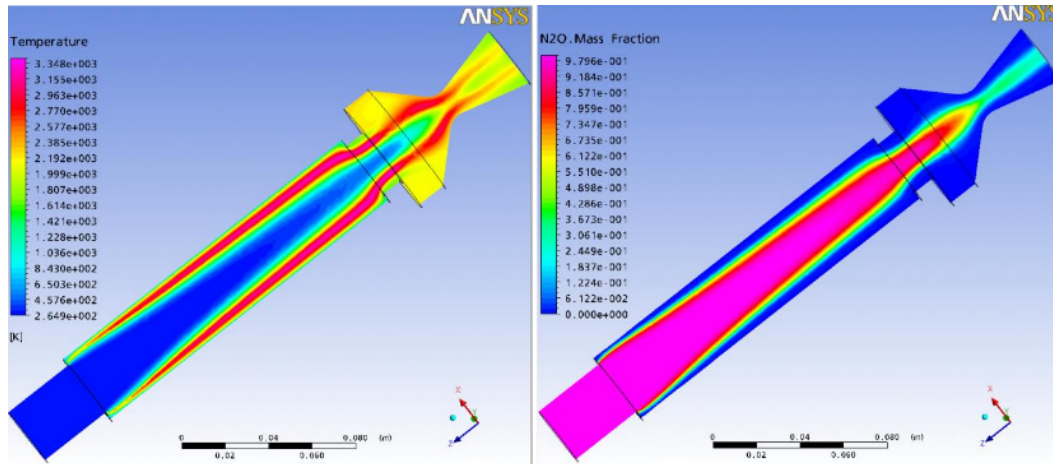 ANSYS
Temperature
3.348e+003
3.155e+003
2.963e+003
2.770e+003
2.577e+003
2.385e+003
2.192e+003
1.999e+003
1.807e+003
1.614e+003
1.421e+003
1.228e+003
1.036e+003
8.430e+002
6.503e+002
4.576e+002
2.649e+002
[K]
X
Y
Z
0 0.04 0.080 (m)
0.02 0.060
ANSYS
N2O.Mass Fraction
9.796e-001
9.184e-001
8.571e-001
7.959e-001
7.347e-001
6.735e-001
6.122e-001
5.510e-001
4.898e-001
4.286e-001
3.673e-001
3.061e-001
2.449e-001
1.837e-001
1.224e-001
6.122e-002
0.000e+000
X
Y
Z
0 0.04 0.080 (m)
0.02 0.060